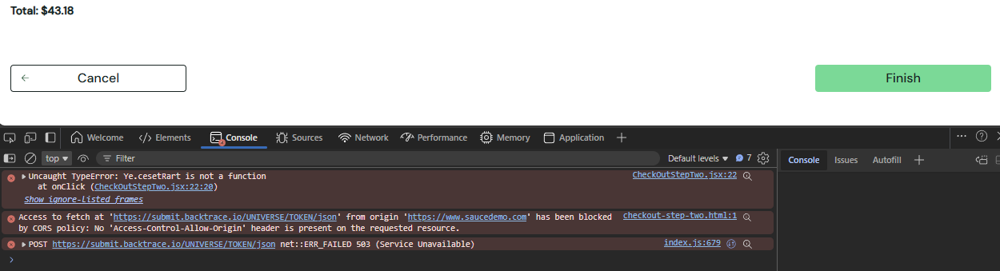 Total: $43.18
Cancel
Finish
Welcome Elements Console Sources Network Performance Memory Application
top Filter Default levels 7
Console Issues Autofill
Uncaught TypeError: Ye.cesetRart is not a function CheckOutStepTwo.jsx:22
at onClick (CheckOutStepTwo.jsx:22:20)
Show ignore-listed frames
Access to fetch at 'https://submit.backtrace.io/UNIVERSE/TOKEN/json' from origin 'https://www.saucedemo.com' has been blocked checkout-step-two.html:1
by CORS policy: No 'Access-Control-Allow-Origin' header is present on the requested resource.
POST https://submit.backtrace.io/UNIVERSE/TOKEN/json net::ERR_FAILED 503 (Service Unavailable) index.js:679